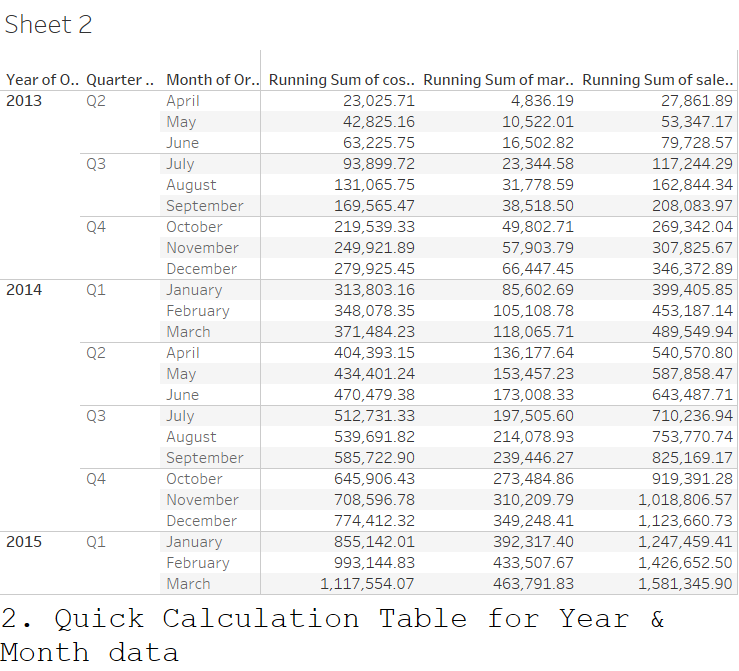 Sheet 2
Year of O.. Quarter .. Month of Or.. Running Sum of cos.. Running Sum of mar.. Running Sum of sale..
2013 Q2 April 23,025.71 4,836.19 27,861.89
May 42,825.16 10,522.01 53,347.17
June 63,225.75 16,502.82 79,728.57
Q3 July 93,899.72 23,344.58 117,244.29
August 131,065.75 31,778.59 162,844.34
September 169,565.47 38,518.50 208,083.97
Q4 October 219,539.33 49,802.71 269,342.04
November 249,921.89 57,903.79 307,825.67
December 279,925.45 66,447.45 346,372.89
2014 Q1 January 313,803.16 85,602.69 399,405.85
February 348,078.35 105,108.78 453,187.14
March 371,484.23 118,065.71 489,549.94
Q2 April 404,393.15 136,177.64 540,570.80
May 434,401.24 153,457.23 587,858.47
June 470,479.38 173,008.33 643,487.71
Q3 July 512,731.33 197,505.60 710,236.94
August 539,691.82 214,078.93 753,770.74
September 585,722.90 239,446.27 825,169.17
Q4 October 645,906.43 273,484.86 919,391.28
November 708,596.78 310,209.79 1,018,806.57
December 774,412.32 349,248.41 1,123,660.73
2015 Q1 January 855,142.01 392,317.40 1,247,459.41
February 993,144.83 433,507.67 1,426,652.50
March 1,117,554.07 463,791.83 1,581,345.90
2. Quick Calculation Table for Year &
Month data